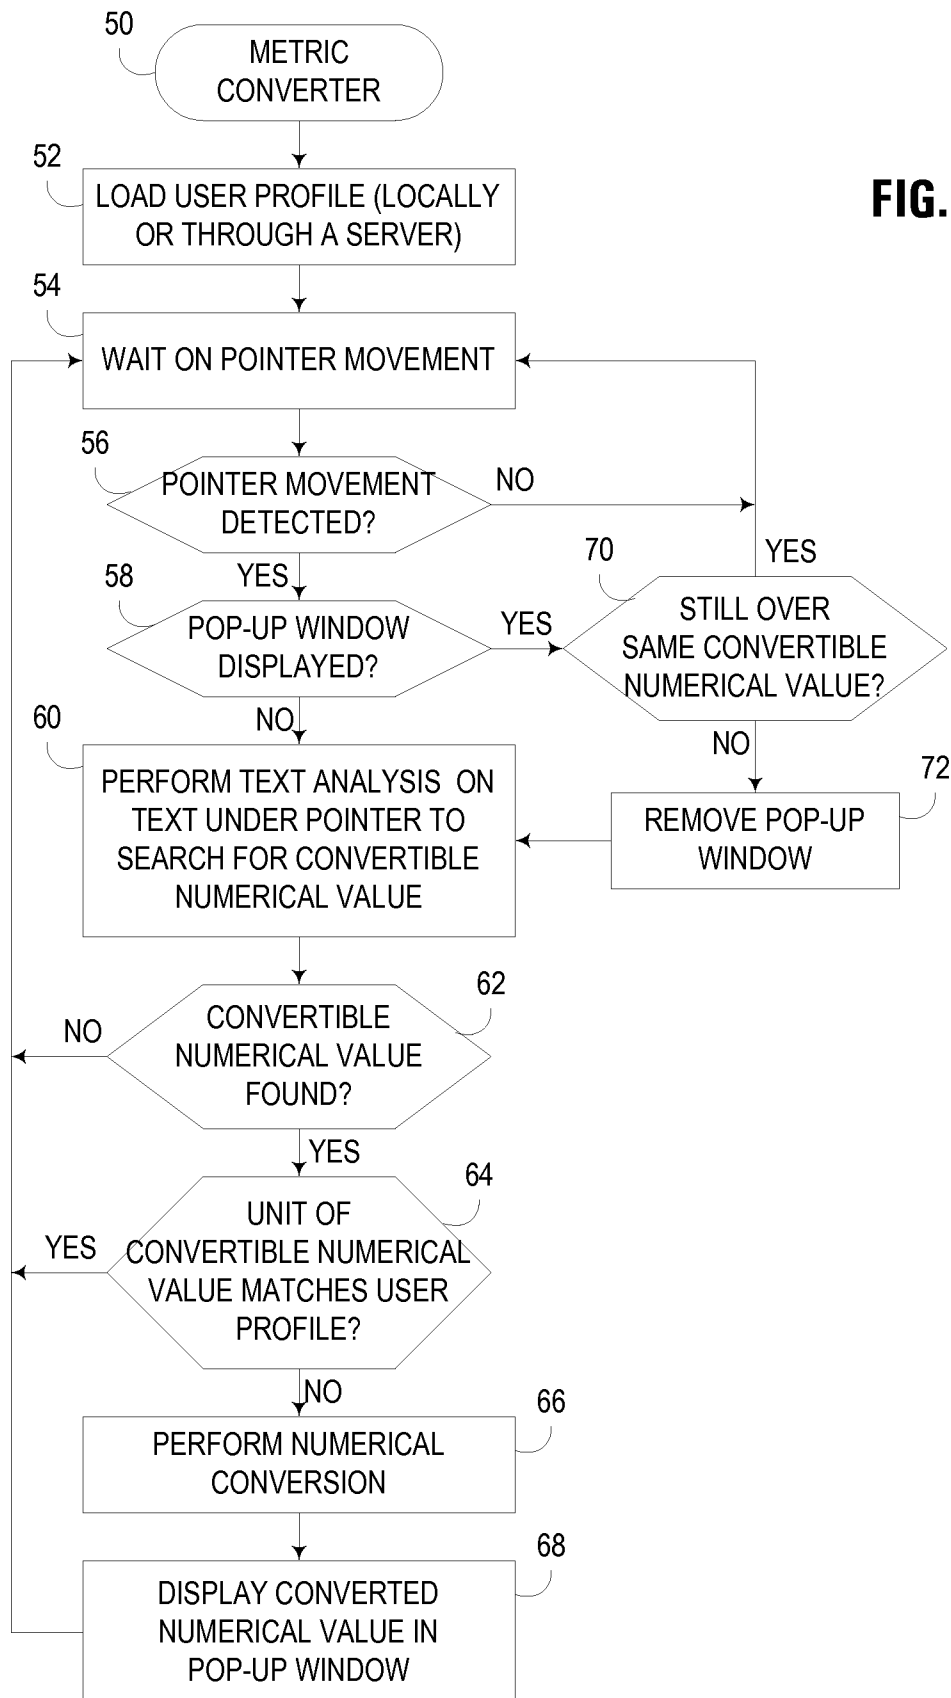 50
METRIC
CONVERTER
52
LOAD USER PROFILE (LOCALLY
OR THROUGH A SERVER)
FIG.
54
WAIT ON POINTER MOVEMENT
56
POINTER MOVEMENT
DETECTED?
NO
YES
58
POP-UP WINDOW
DISPLAYED?
YES
70
YES
STILL OVER
SAME CONVERTIBLE
NUMERICAL VALUE?
NO
NO
60
PERFORM TEXT ANALYSIS ON
TEXT UNDER POINTER TO
SEARCH FOR CONVERTIBLE
NUMERICAL VALUE
72
REMOVE POP-UP
WINDOW
62
CONVERTIBLE
NUMERICAL VALUE
FOUND?
NO
YES
64
UNIT OF
CONVERTIBLE NUMERICAL
VALUE MATCHES USER
PROFILE?
YES
NO
66
PERFORM NUMERICAL
CONVERSION
68
DISPLAY CONVERTED
NUMERICAL VALUE IN
POP-UP WINDOW